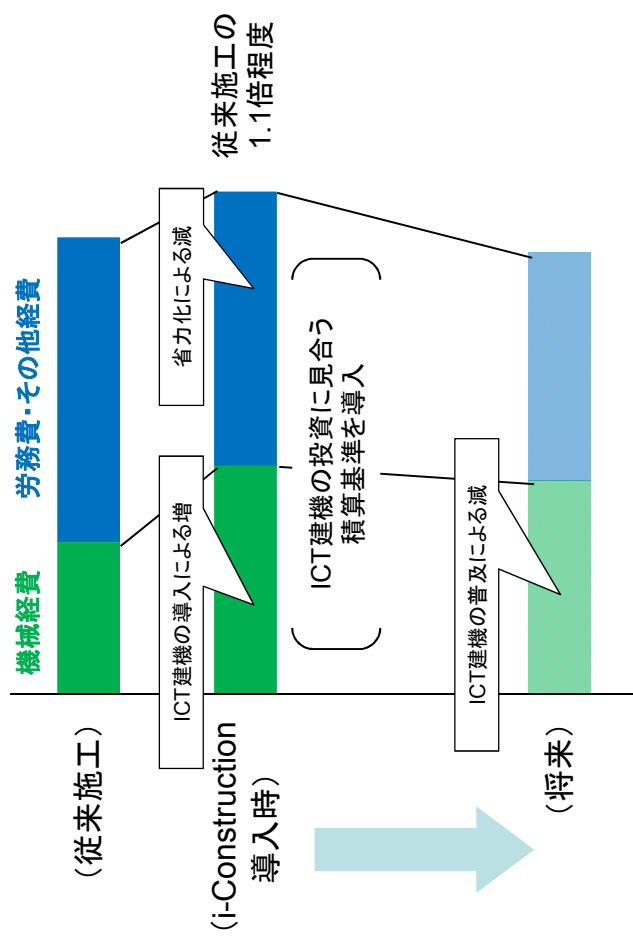 機械経費
労務費・その他経費
(従来施工)
ICT建機の導入による増
省力化による減
(i-Construction
導入時)
従来施工の
1.1倍程度
ICT建機の投資に見合う
積算基準を導入
ICT建機の普及による減
(将来)